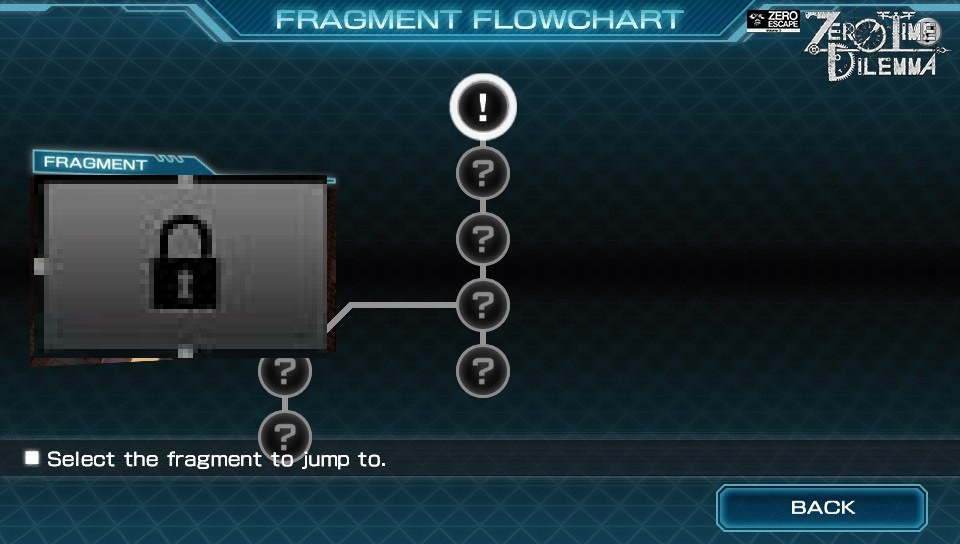 FRAGMENT FLOWCHART
ZERO
ESCAPE
ZERO TIME
DILEMMA
!
?
FRAGMENT
?
?
?
?
?
Select the fragment to jump to.
BACK